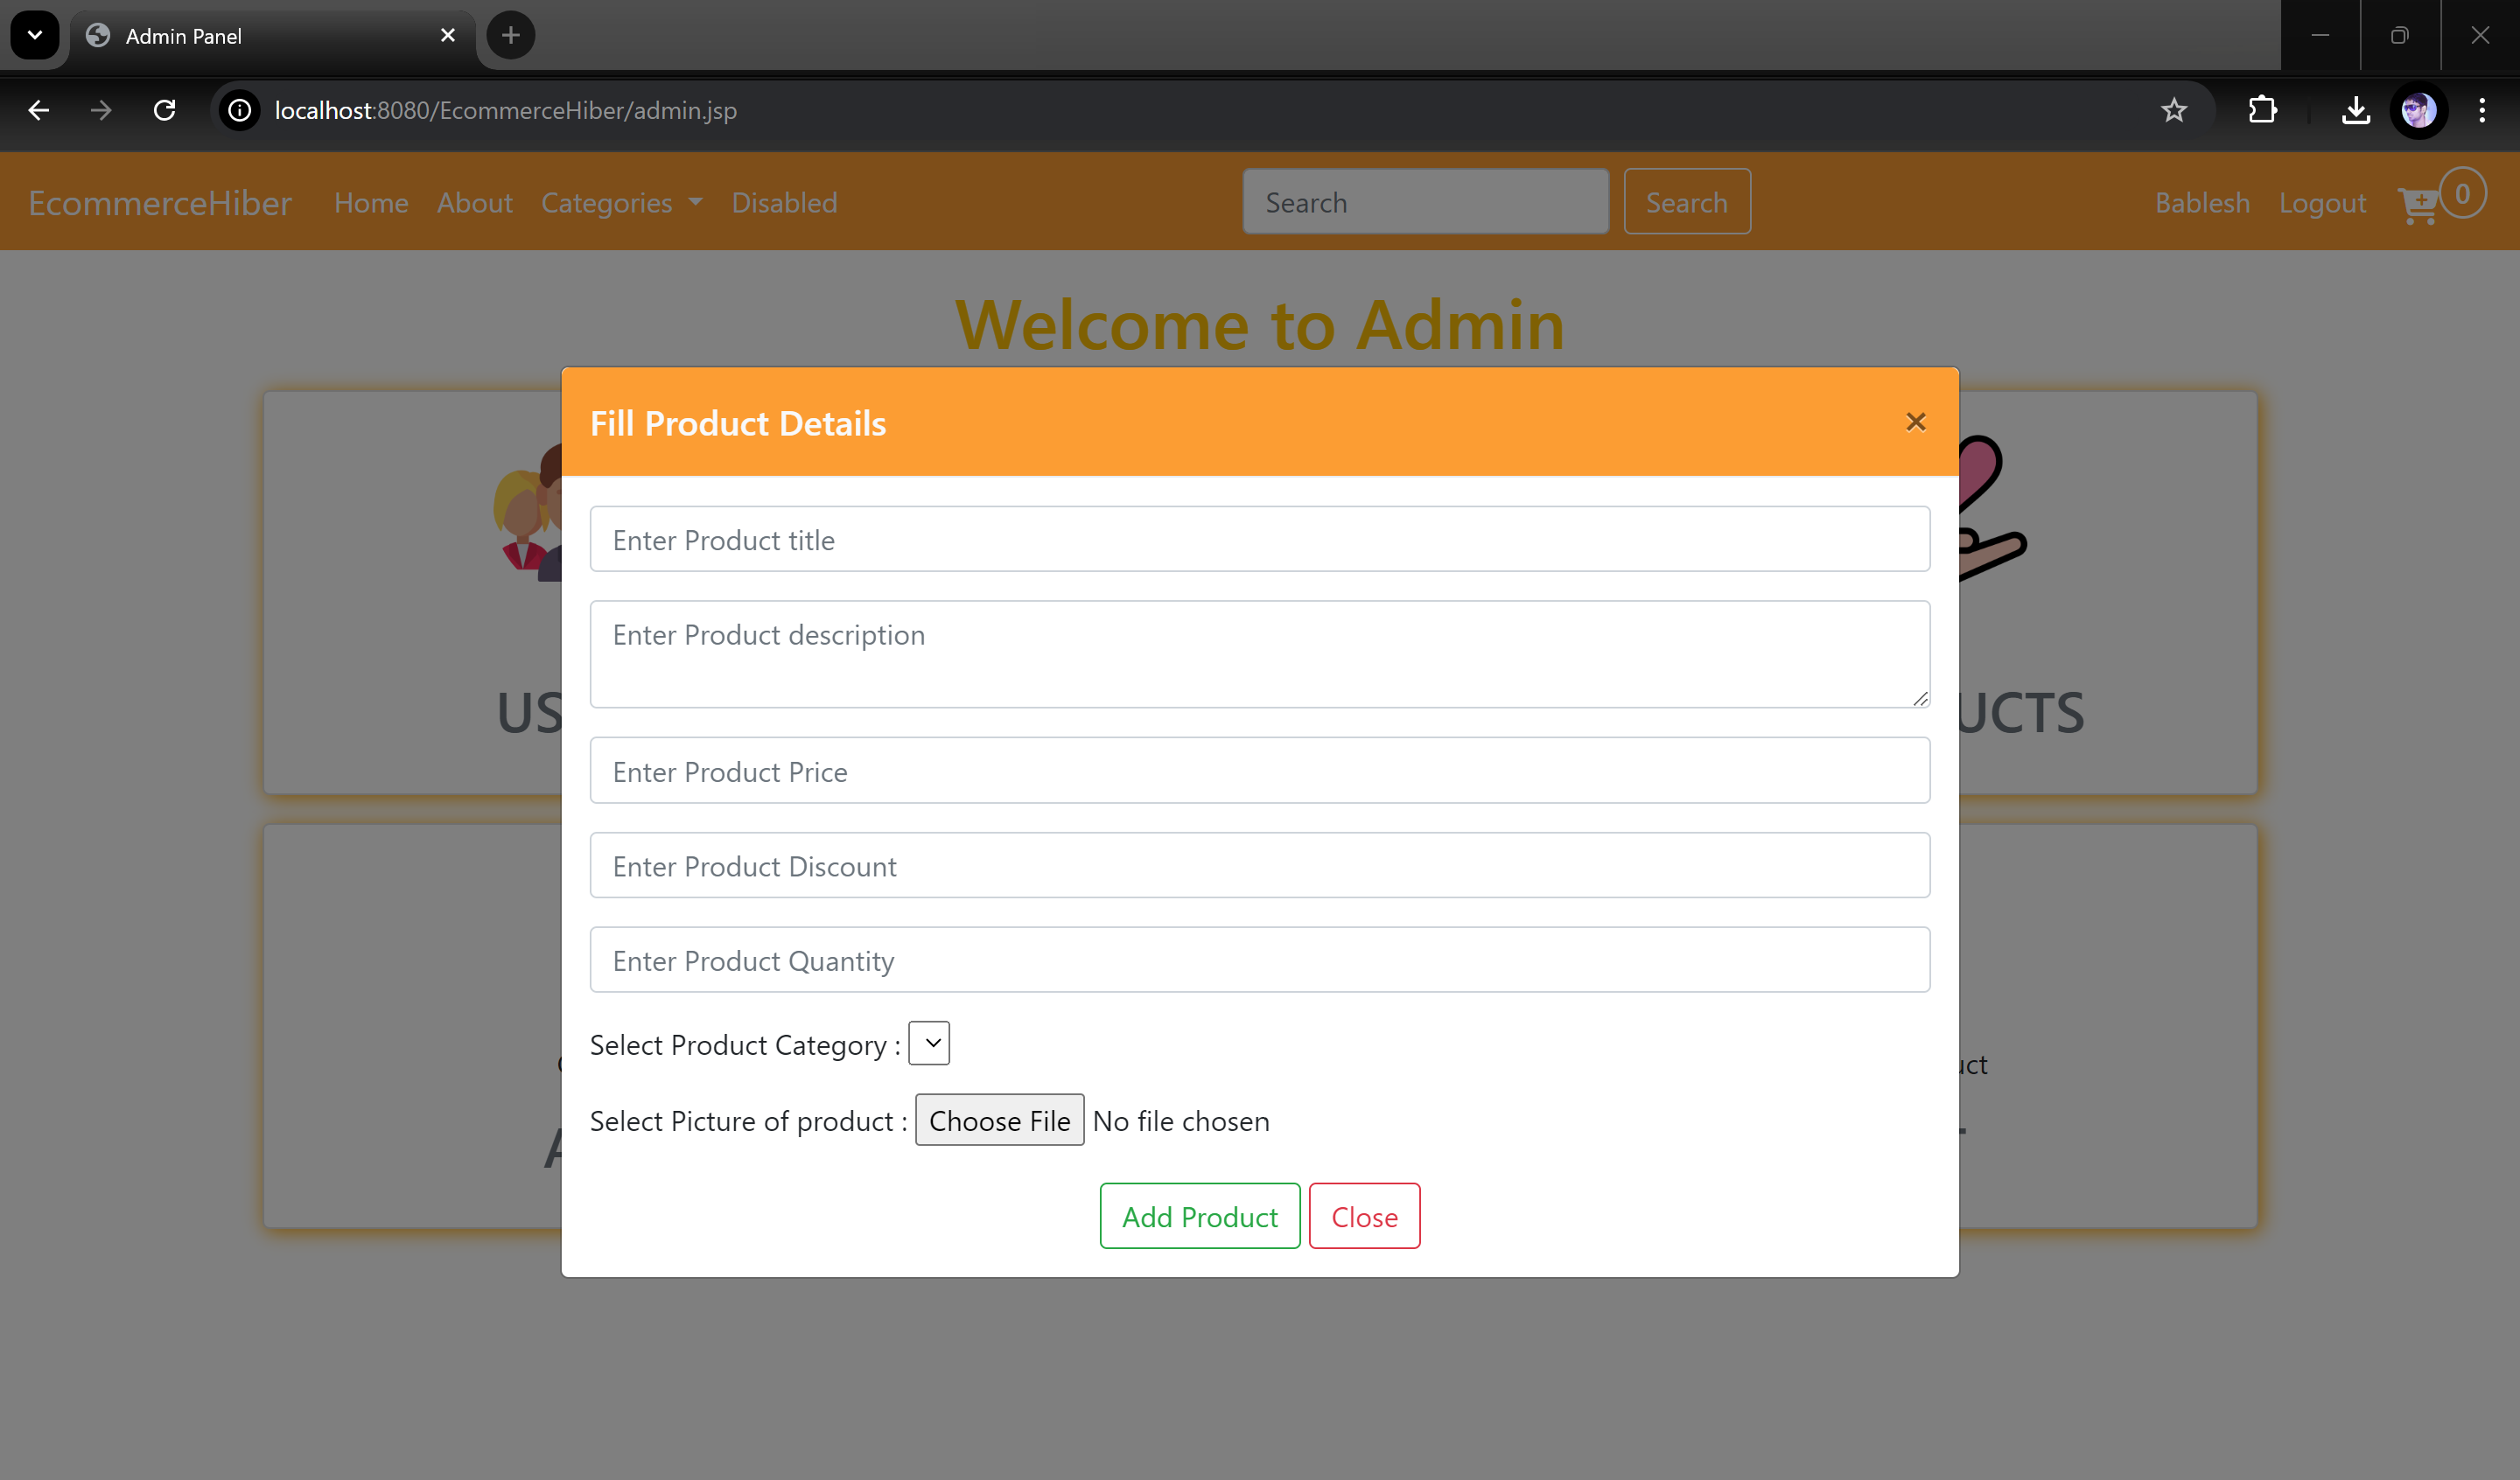 Admin Panel
localhost:8080/EcommerceHiber/admin.jsp
EcommerceHiber Home About Categories Disabled Search Search Bablesh Logout 0
Welcome to Admin
Fill Product Details
Enter Product title
Enter Product description
US UCTS
Enter Product Price
Enter Product Discount
Enter Product Quantity
Select Product Category :
uct
Select Picture of product : Choose File No file chosen
A
Add Product Close